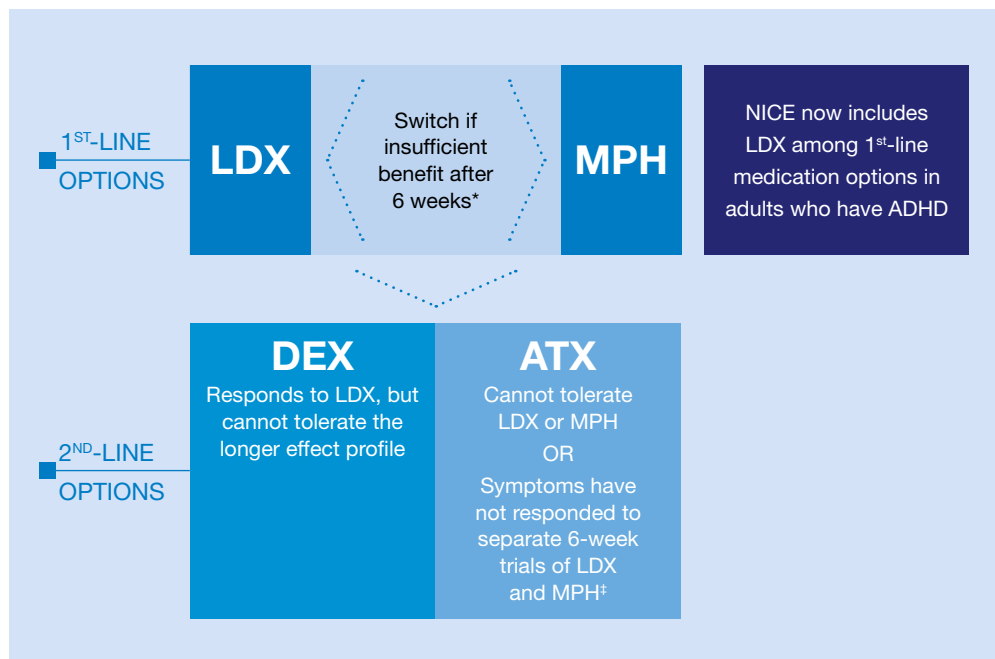 1ST-LINE
OPTIONS
LDX
Switch if
insufficient
benefit after
6 weeks*
MPH
NICE now includes
LDX among 1st-line
medication options in
adults who have ADHD
2ND-LINE
OPTIONS
DEX
Responds to LDX, but
cannot tolerate the
longer effect profile
ATX
Cannot tolerate
LDX or MPH
OR
Symptoms have
not responded to
separate 6-week
trials of LDX
and MPH‡